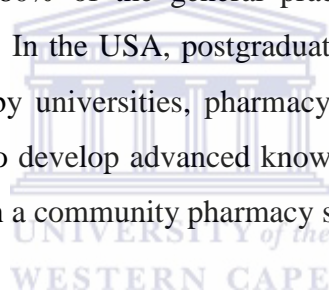 of the general prac
In the USA, postgraduat
by universities, pharmacy
o develop advanced know
n a community pharmacy s
UNIVERSITY of the
WESTERN CAPE